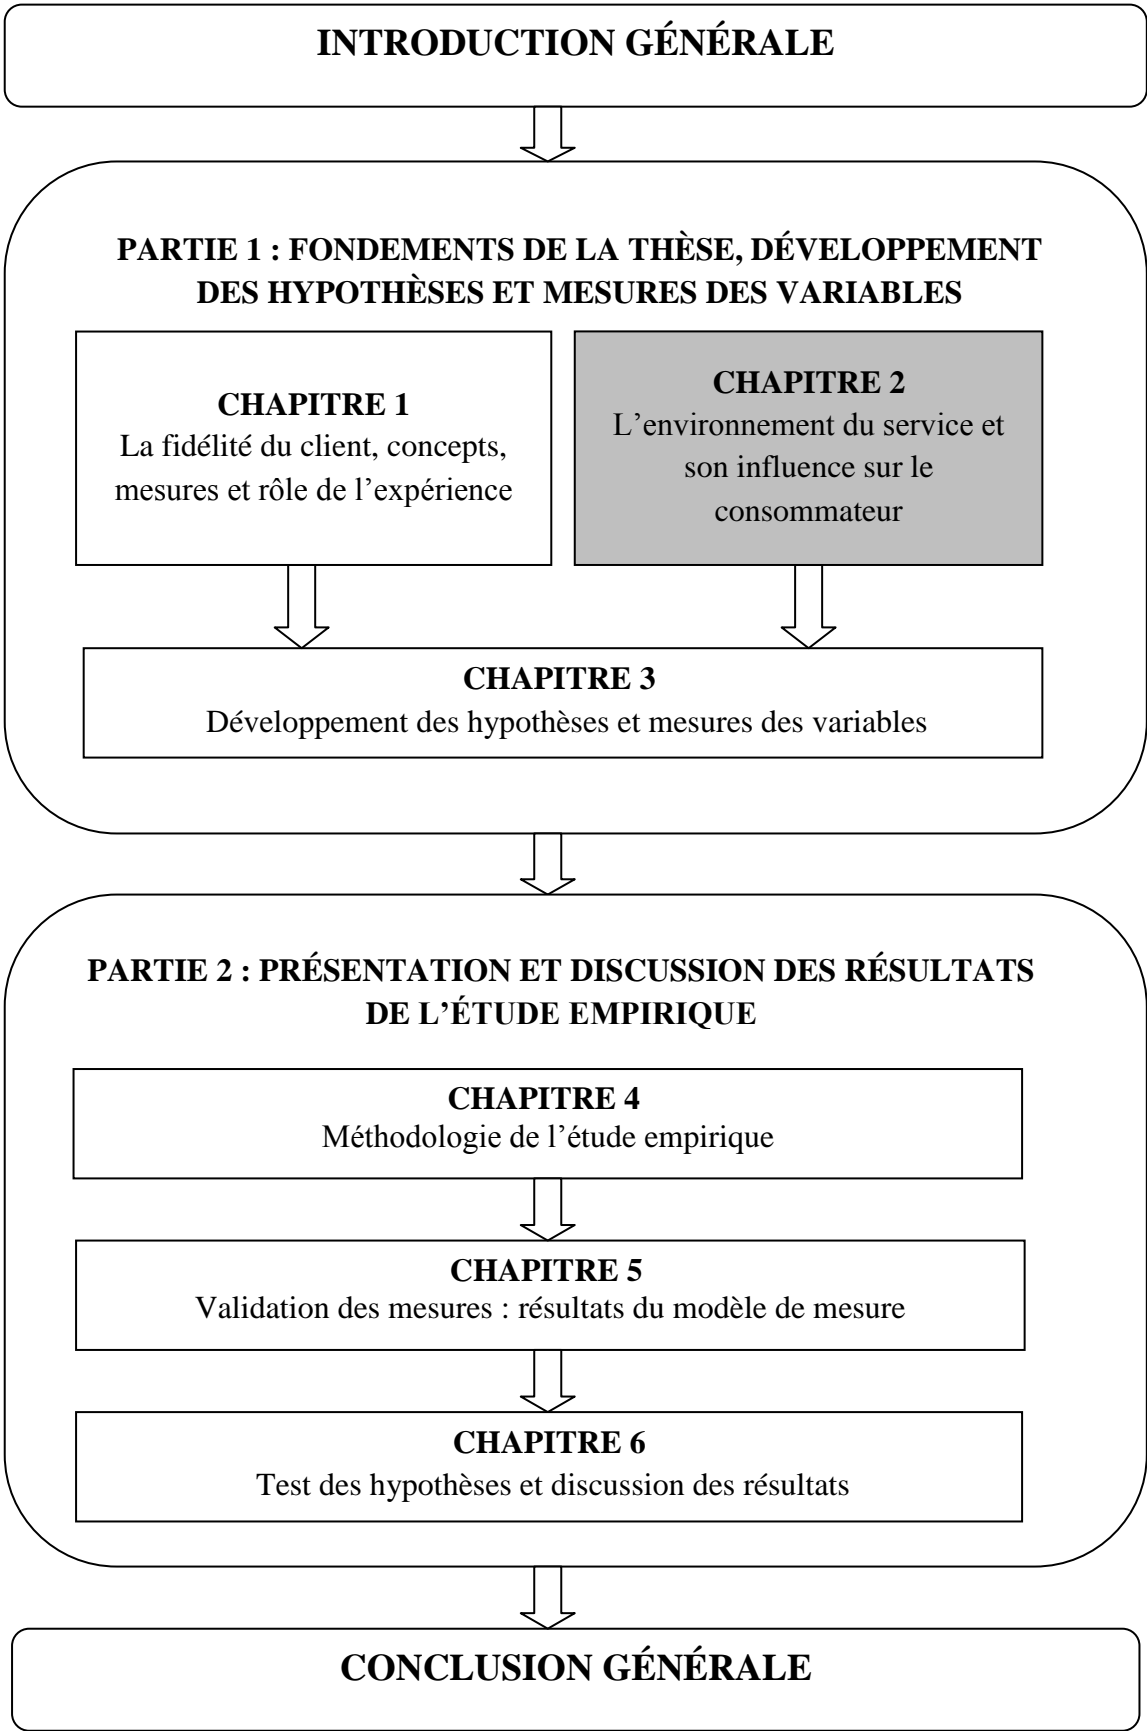 INTRODUCTION GÉNÉRALE
PARTIE 1 : FONDEMENTS DE LA THÈSE, DÉVELOPPEMENT
DES HYPOTHÈSES ET MESURES DES VARIABLES
CHAPITRE 1
La fidélité du client, concepts,
mesures et rôle de l’expérience
CHAPITRE 2
L’environnement du service et
son influence sur le
consommateur
CHAPITRE 3
Développement des hypothèses et mesures des variables
PARTIE 2 : PRÉSENTATION ET DISCUSSION DES RÉSULTATS
DE L’ÉTUDE EMPIRIQUE
CHAPITRE 4
Méthodologie de l’étude empirique
CHAPITRE 5
Validation des mesures : résultats du modèle de mesure
CHAPITRE 6
Test des hypothèses et discussion des résultats
CONCLUSION GÉNÉRALE